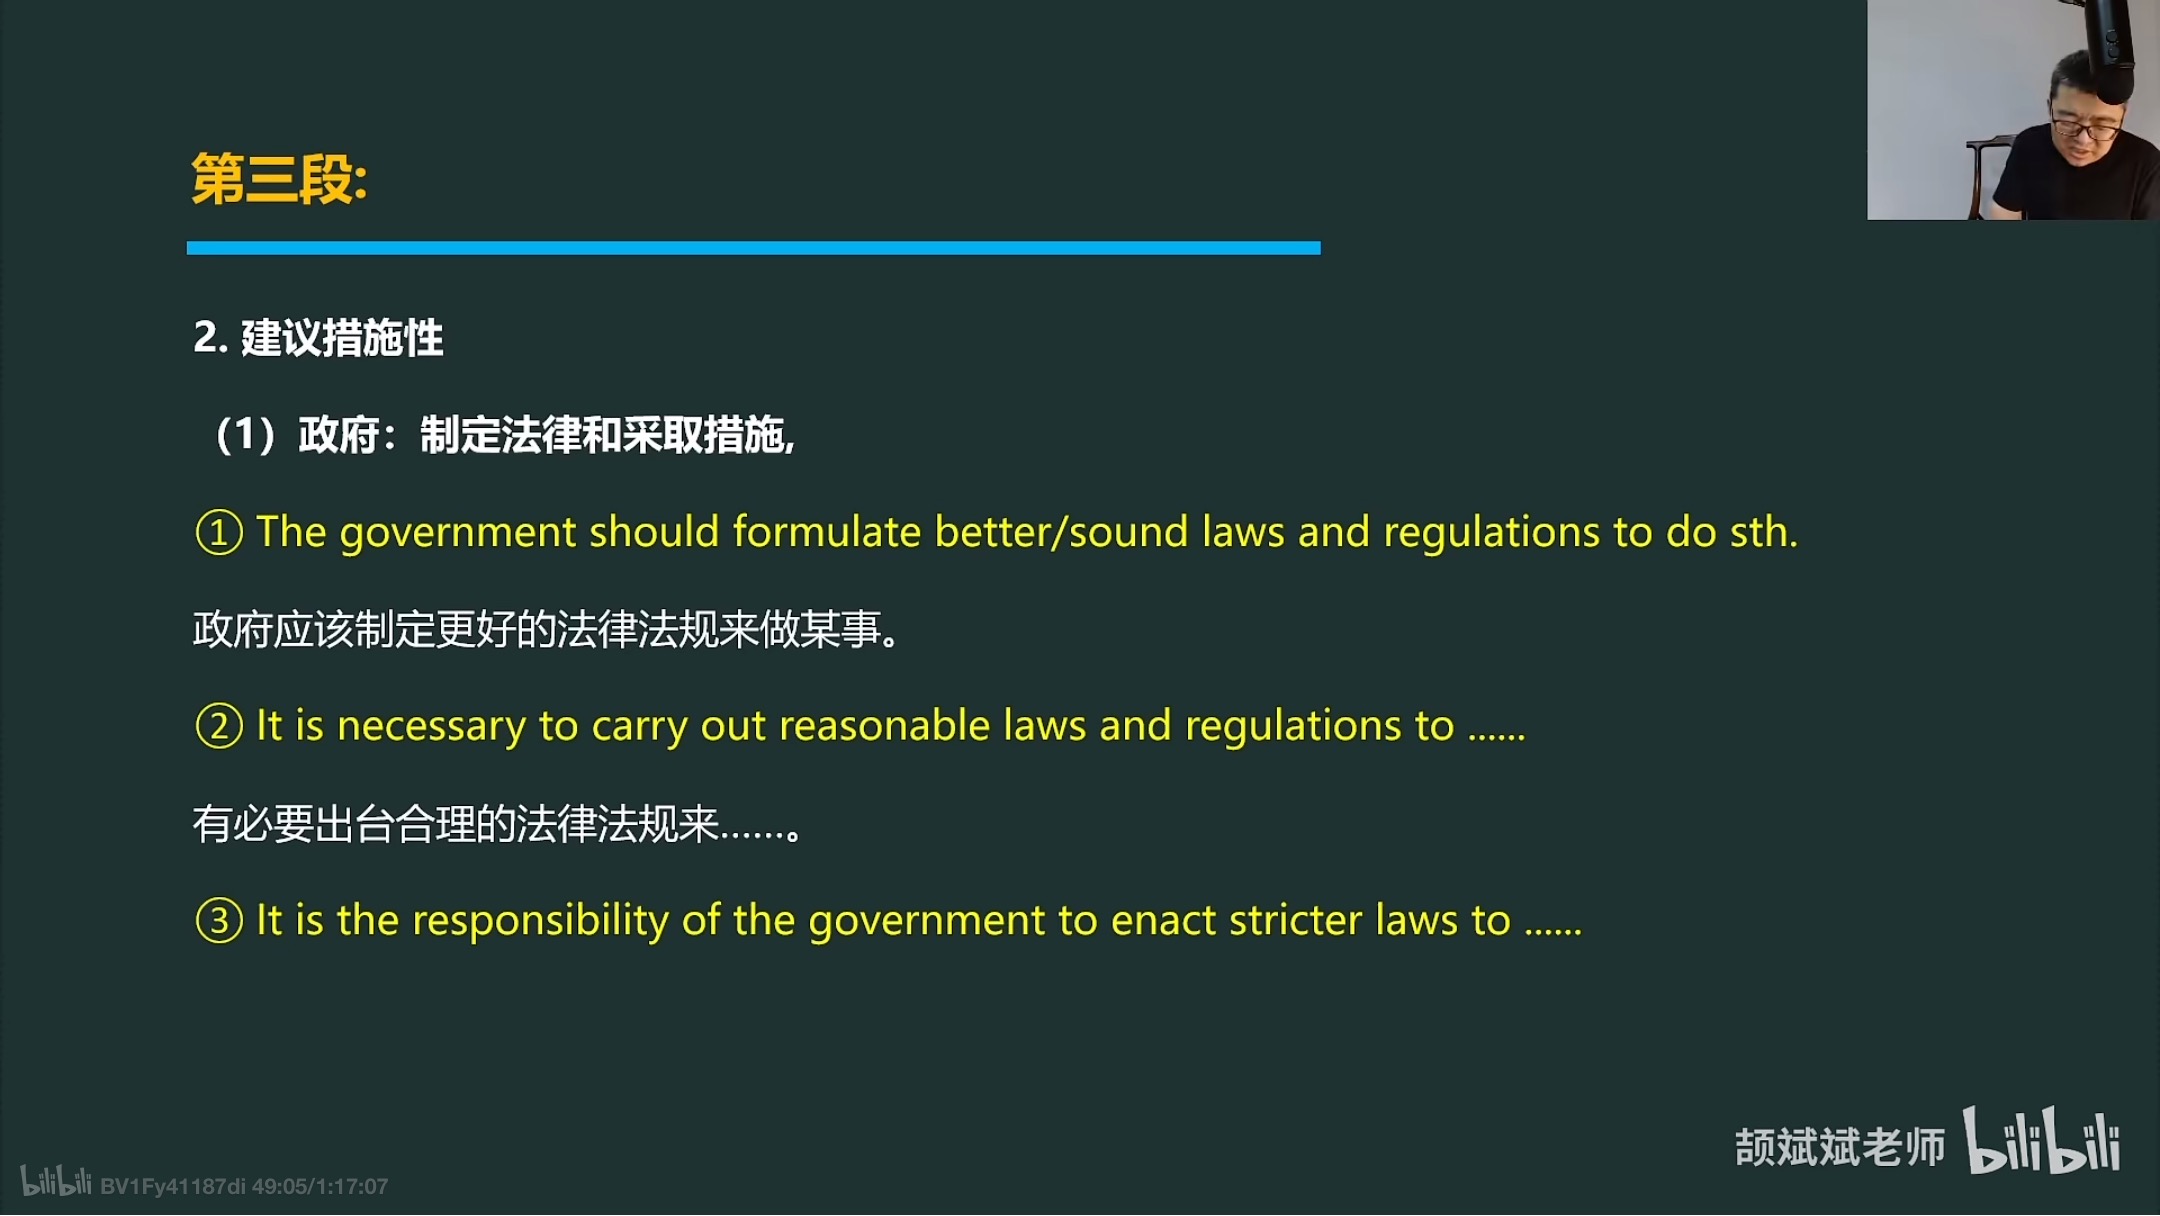 第三段:
2. 建议措施性
（1）政府：制定法律和采取措施,
① The government should formulate better/sound laws and regulations to do sth.
政府应该制定更好的法律法规来做某事。
② It is necessary to carry out reasonable laws and regulations to ......
有必要出台合理的法律法规来……。
③ It is the responsibility of the government to enact stricter laws to ......
颉斌斌老师 bilibili
bilibili BV1Fy41187di 49:05/1:17:07